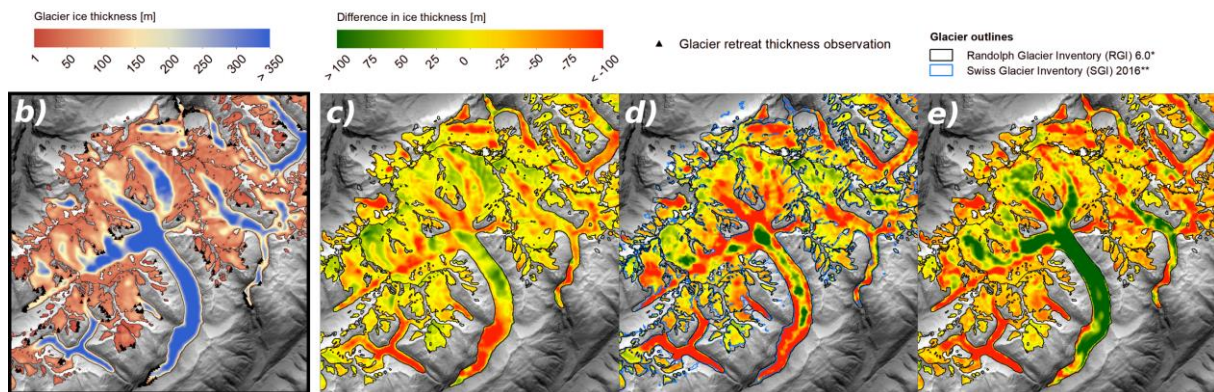 Glacier ice thickness [m]
1 50 100 150 200 250 300 > 350
Difference in ice thickness [m]
> 100 75 50 25 0 -25 -50 -75 < -100
▲ Glacier retreat thickness observation
Glacier outlines
Randolph Glacier Inventory (RGI) 6.0*
Swiss Glacier Inventory (SGI) 2016**
b) c) d) e)